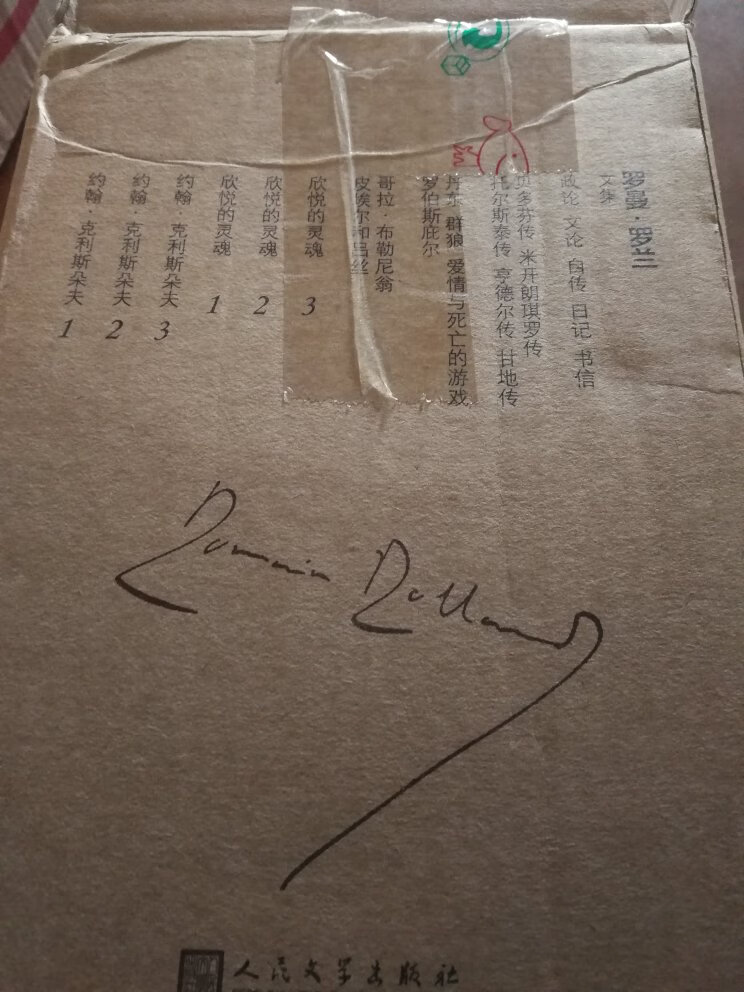 罗曼·罗兰
文集
政论 文论 自传 日记 书信
贝多芬传 米开朗琪罗传
托尔斯泰传 亨德尔传 甘地传
丹东 群狼 爱情与死亡的游戏
罗伯斯庇尔
哥拉·布勒尼翁
皮埃尔和吕丝
欣悦的灵魂 3
欣悦的灵魂 2
欣悦的灵魂 1
约翰·克利斯朵夫 3
约翰·克利斯朵夫 2
约翰·克利斯朵夫 1
Romain Rolland
人民文学出版社